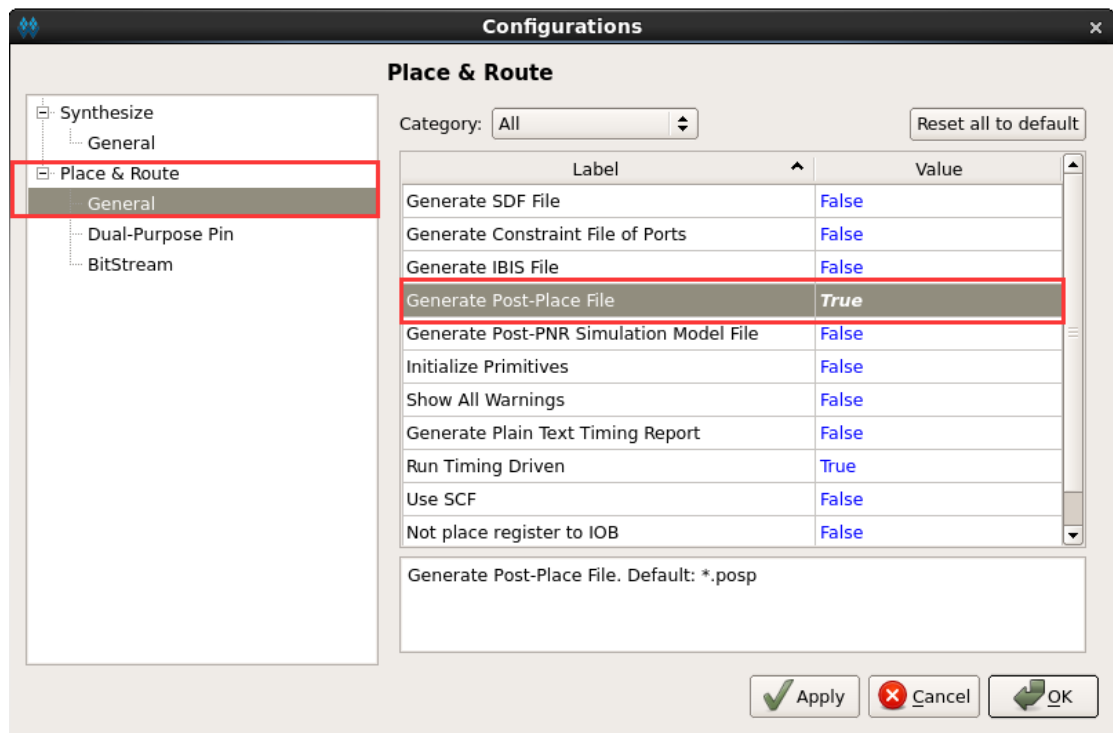 Configurations
Place & Route
Synthesize
General
Place & Route
General
Dual-Purpose Pin
BitStream
Category: All
Reset all to default
Label Value
Generate SDF File False
Generate Constraint File of Ports False
Generate IBIS File False
Generate Post-Place File True
Generate Post-PNR Simulation Model File False
Initialize Primitives False
Show All Warnings False
Generate Plain Text Timing Report False
Run Timing Driven True
Use SCF False
Not place register to IOB False
Generate Post-Place File. Default: *.posp
Apply Cancel OK